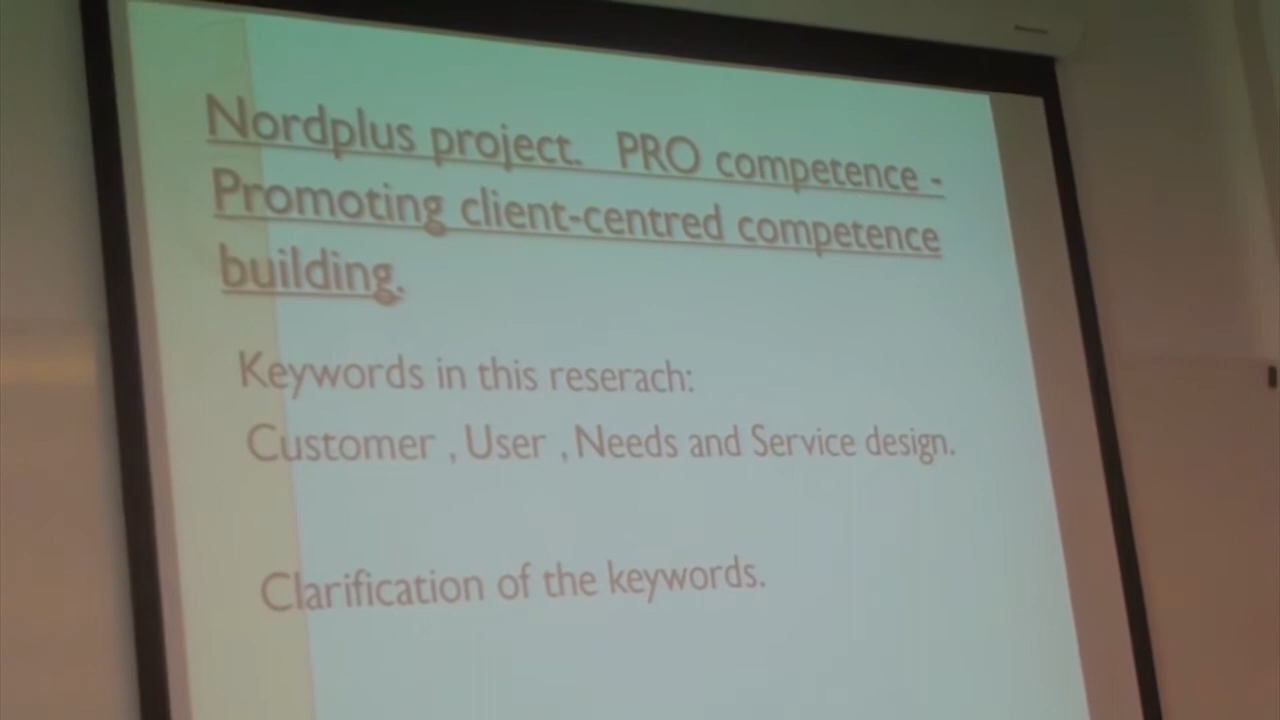 Nordplus project. PRO competence -
Promoting client-centred competence
building.
Keywords in this reserach:
Customer , User , Needs and Service design.
Clarification of the keywords.